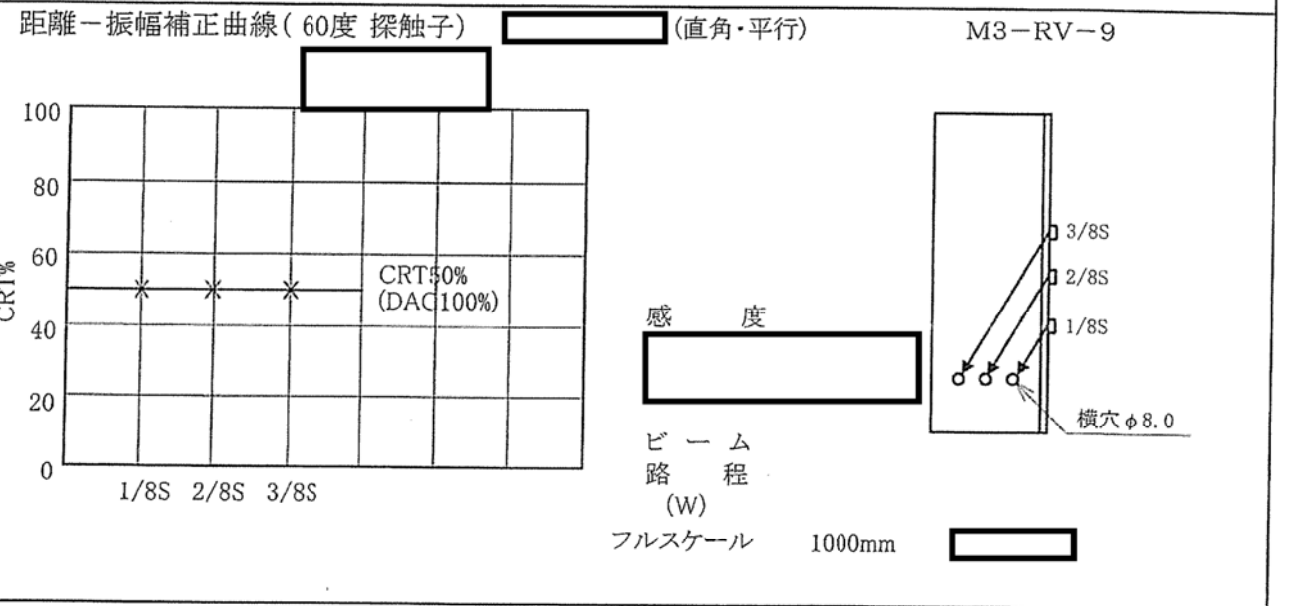 距離－振幅補正曲線( 60度 探触子)
(直角・平行)
M3－RV－9
100
80
60
40
20
0
CRT%
CRT50%
(DAC100%)
1/8S 2/8S 3/8S
感 度
ビ ー ム
路 程
(W)
フルスケール 1000mm
3/8S
2/8S
1/8S
横穴φ8.0